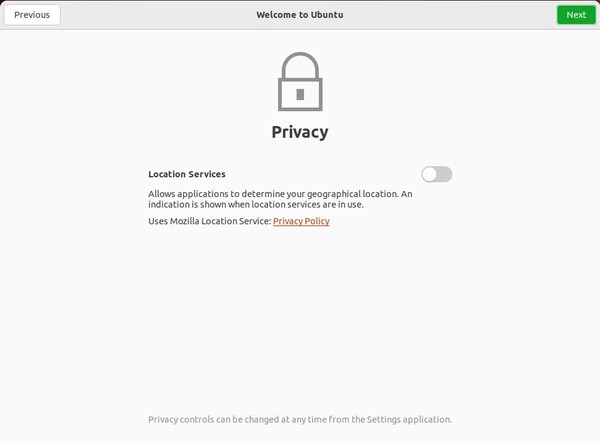 Previous
Welcome to Ubuntu
Next
Privacy
Location Services
Allows applications to determine your geographical location. An
indication is shown when location services are in use.
Uses Mozilla Location Service: Privacy Policy
Privacy controls can be changed at any time from the Settings application.